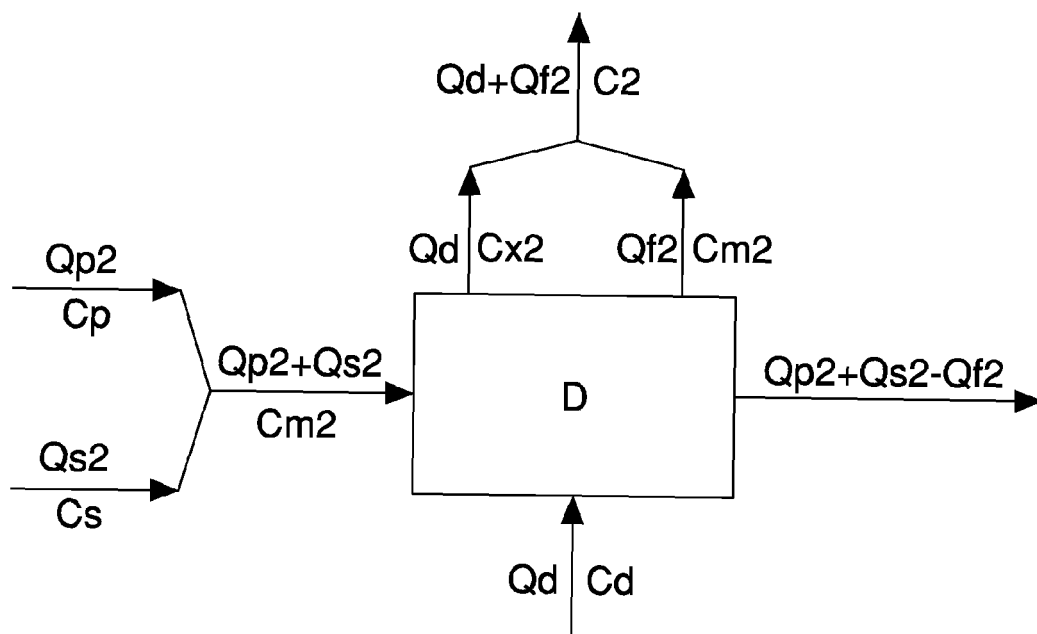 Qd+Qf2 C2
Qd Cx2 Qf2 Cm2
Qp2
Cp
Qp2+Qs2
Cm2
D
Qp2+Qs2-Qf2
Qs2
Cs
Qd Cd